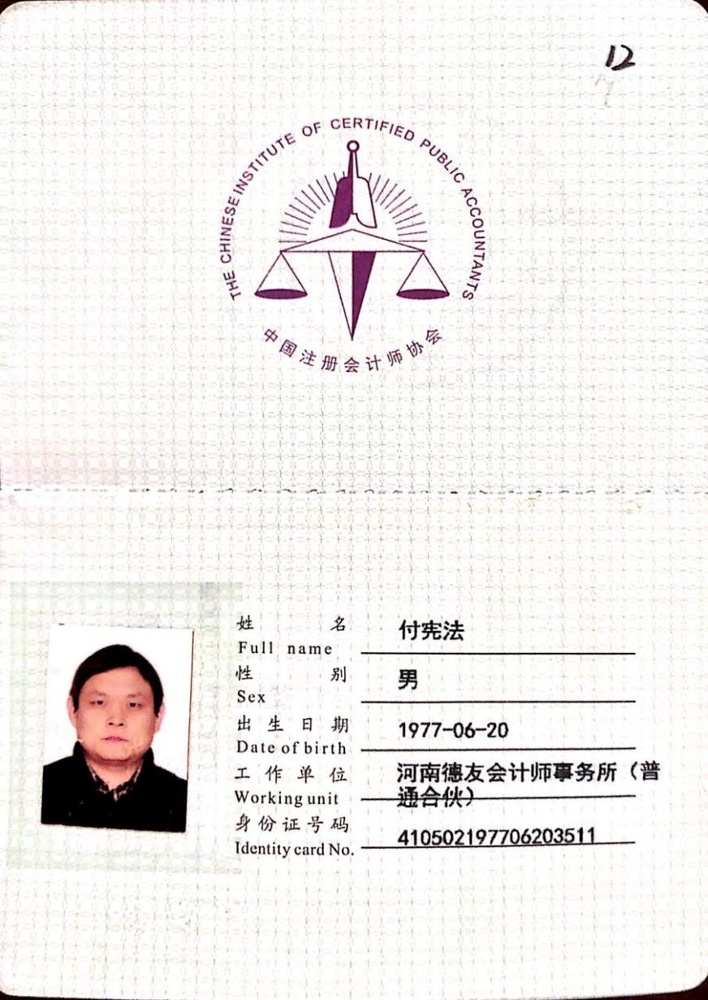 12
THE CHINESE INSTITUTE OF CERTIFIED PUBLIC ACCOUNTANTS
中国注册会计师协会
姓名 付宪法
Full name
性别 男
Sex
出生日期 1977-06-20
Date of birth
工作单位 河南德友会计师事务所（普
Working unit 通合伙）
身份证号码 410502197706203511
Identity card No.